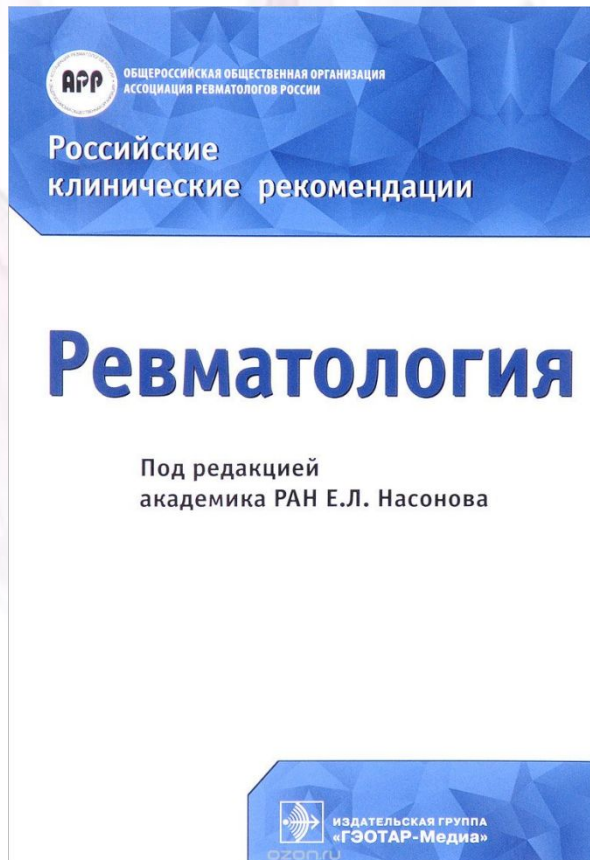 АРР
ОБЩЕРОССИЙСКАЯ ОБЩЕСТВЕННАЯ ОРГАНИЗАЦИЯ
АССОЦИАЦИЯ РЕВМАТОЛОГОВ РОССИИ
Российские
клинические рекомендации
Ревматология
Под редакцией
академика РАН Е.Л. Насонова
ИЗДАТЕЛЬСКАЯ ГРУППА
«ГЭОТАР-Медиа»
ozon.ru